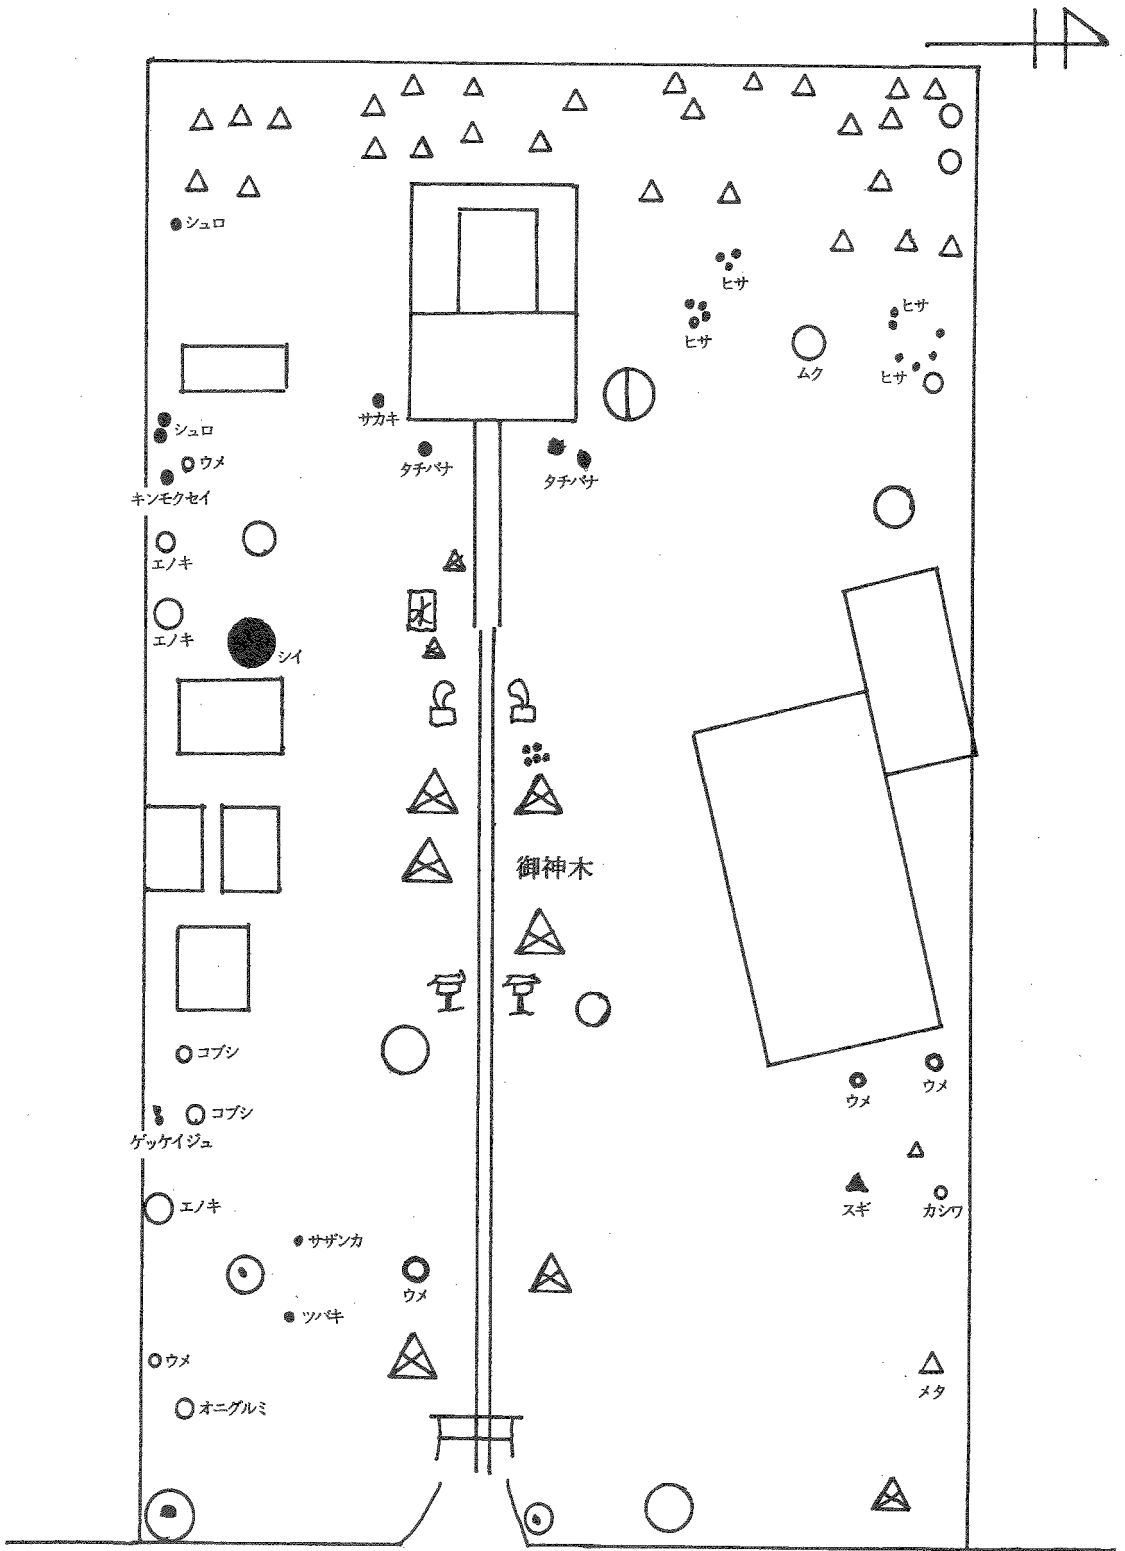 シュロ
ヒサ
ヒサ
ヒサ
ムク
ヒサ
サカキ
シュロ
タチバナ
タチバナ
ウメ
キンモクセイ
エノキ
水
エノキ
シイ
御神木
コブシ
ウメ
ウメ
コブシ
ゲッケイジュ
エノキ
スギ
カシワ
サザンカ
ウメ
ツバキ
ウメ
メタ
オニグルミ